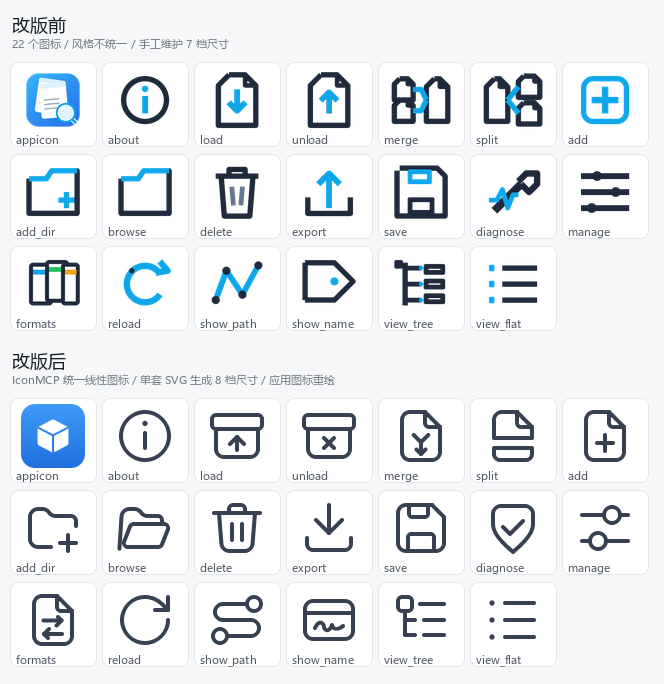 改版前
22 个图标 / 风格不统一 / 手工维护 7 档尺寸
appicon about load unload merge split add
add_dir browse delete export save diagnose manage
formats reload show_path show_name view_tree view_flat
改版后
IconMCP 统一线性图标 / 单套 SVG 生成 8 档尺寸 / 应用图标重绘
appicon about load unload merge split add
add_dir browse delete export save diagnose manage
formats reload show_path show_name view_tree view_flat